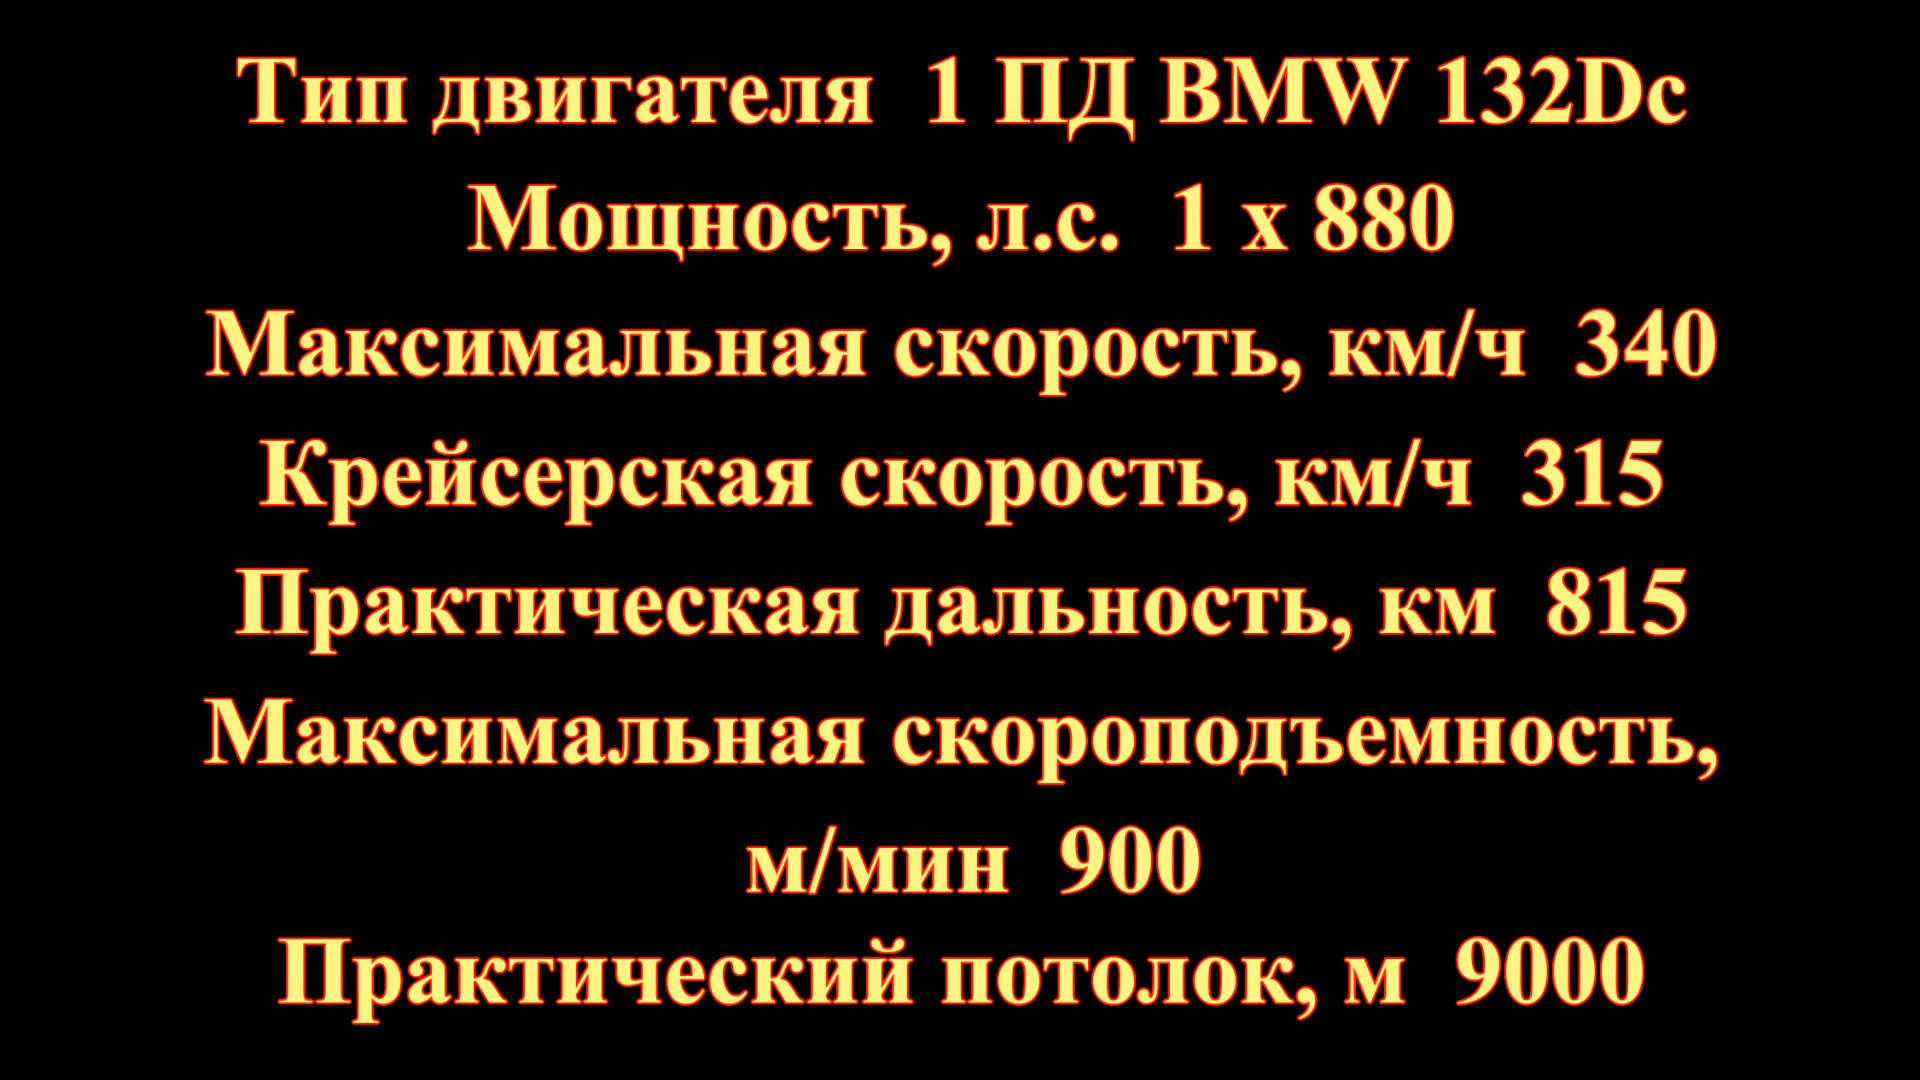 Тип двигателя 1 ПД BMW 132Dc
Мощность, л.с. 1 х 880
Максимальная скорость, км/ч 340
Крейсерская скорость, км/ч 315
Практическая дальность, км 815
Максимальная скороподъемность,
м/мин 900
Практический потолок, м 9000